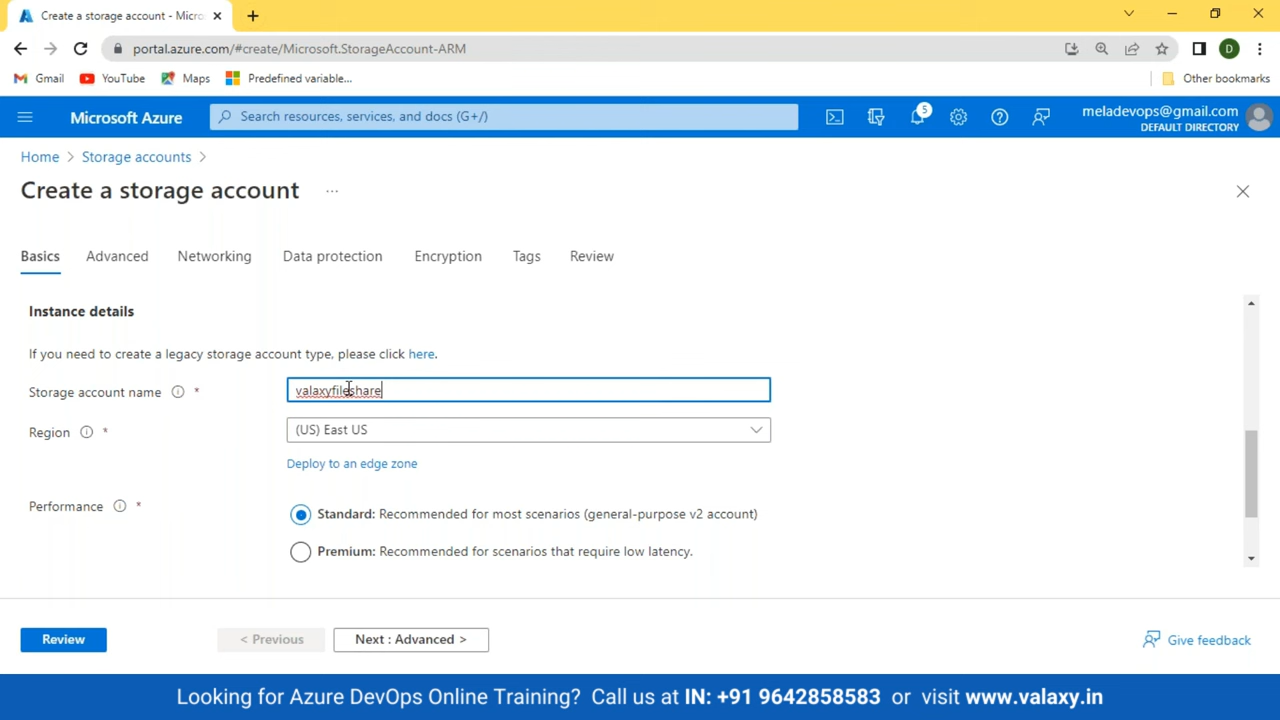 Create a storage account - Micro
portal.azure.com/#create/Microsoft.StorageAccount-ARM
D
Gmail YouTube Maps Predefined variable... Other bookmarks
Microsoft Azure
Search resources, services, and docs (G+/)
5
meladevops@gmail.com
DEFAULT DIRECTORY
Home > Storage accounts >
Create a storage account ...
Basics Advanced Networking Data protection Encryption Tags Review
Instance details
If you need to create a legacy storage account type, please click here.
Storage account name * valaxyfileshare
Region * (US) East US
Deploy to an edge zone
Performance * Standard: Recommended for most scenarios (general-purpose v2 account)
Premium: Recommended for scenarios that require low latency.
Review < Previous Next : Advanced > Give feedback
Looking for Azure DevOps Online Training? Call us at IN: +91 9642858583 or visit www.valaxy.in